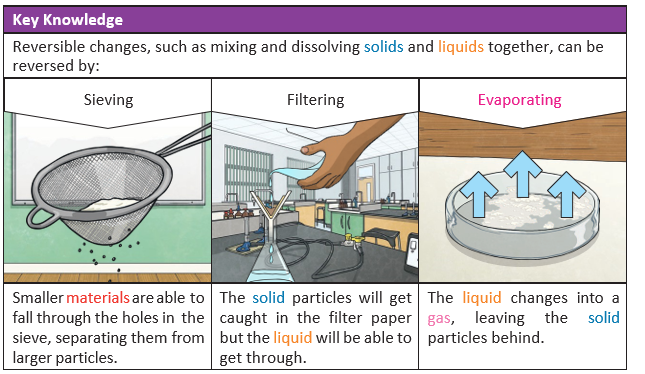 Key Knowledge
Reversible changes, such as mixing and dissolving solids and liquids together, can be
reversed by:
Sieving
Filtering
Evaporating
Smaller materials are able to
fall through the holes in the
sieve, separating them from
larger particles.
The solid particles will get
caught in the filter paper
but the liquid will be able to
get through.
The liquid changes into a
gas, leaving the solid
particles behind.